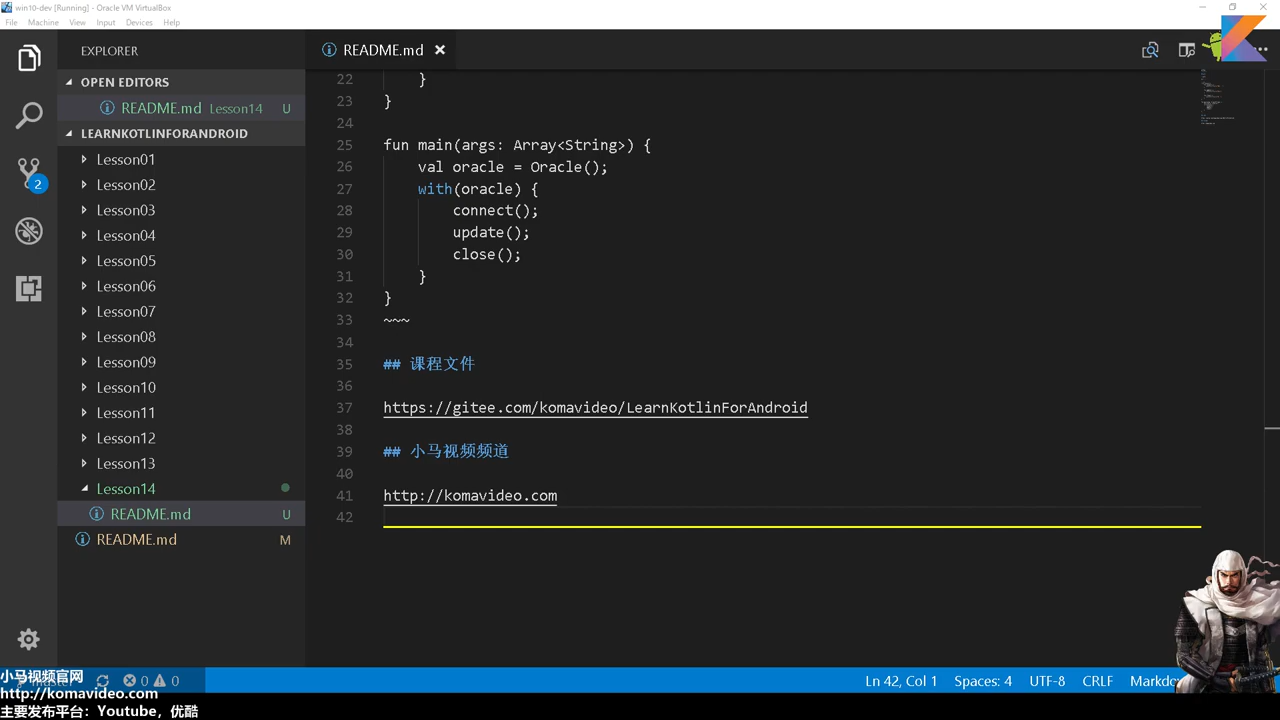 win10-dev [Running] - Oracle VM VirtualBox
File Machine View Input Devices Help
EXPLORER
README.md
OPEN EDITORS
README.md Lesson14 U
LEARNKOTLINFORANDROID
Lesson01
Lesson02
Lesson03
Lesson04
Lesson05
Lesson06
Lesson07
Lesson08
Lesson09
Lesson10
Lesson11
Lesson12
Lesson13
Lesson14
README.md U
README.md M
2
22 }
23 }
24
25 fun main(args: Array<String>) {
26 val oracle = Oracle();
27 with(oracle) {
28 connect();
29 update();
30 close();
31 }
32 }
33 ~~~
34
35 ## 课程文件
36
37 https://gitee.com/komavideo/LearnKotlinForAndroid
38
39 ## 小马视频频道
40
41 http://komavideo.com
42
0 0
Ln 42, Col 1 Spaces: 4 UTF-8 CRLF
小马视频官网
http://komavideo.com
主要发布平台：Youtube，优酷